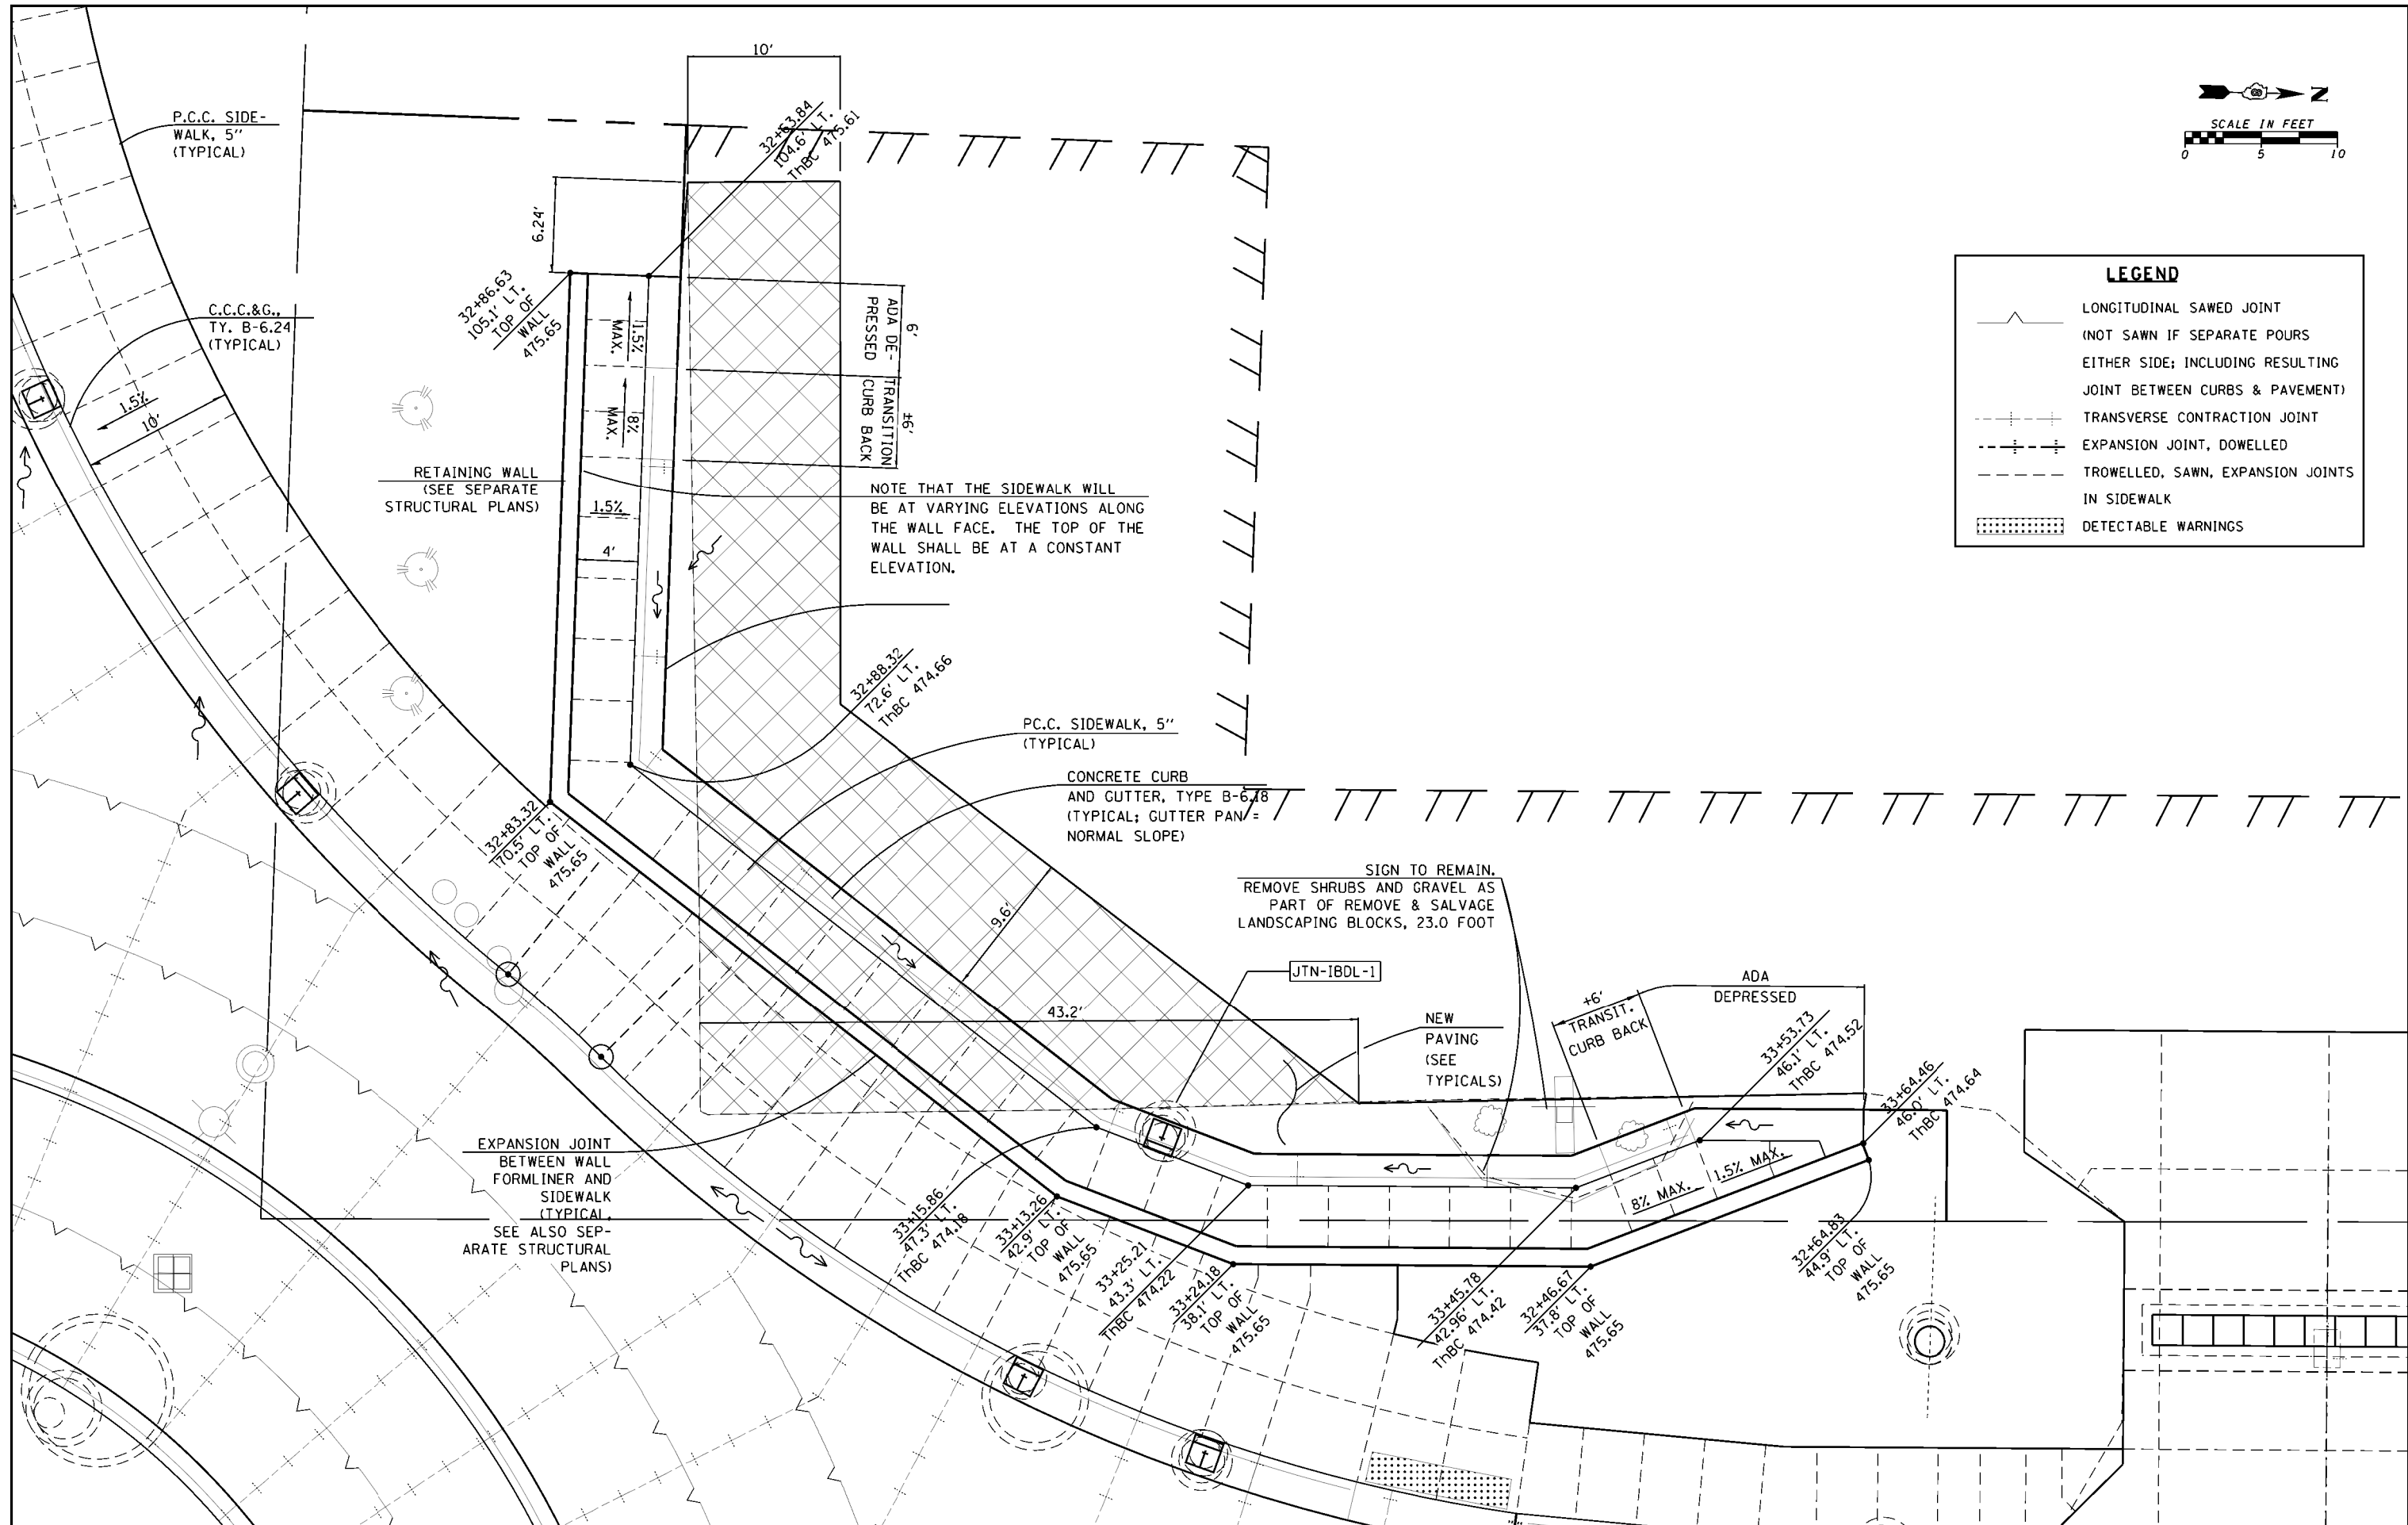 10'
P.C.C. SIDE-
WALK, 5''
(TYPICAL)
32+63.84
104.6' LT.
ThBC 475.61
N
SCALE IN FEET
0 5 10
6.24'
LEGEND
LONGITUDINAL SAWED JOINT
(NOT SAWN IF SEPARATE POURS
EITHER SIDE; INCLUDING RESULTING
JOINT BETWEEN CURBS & PAVEMENT)
TRANSVERSE CONTRACTION JOINT
EXPANSION JOINT, DOWELLED
TROWELLED, SAWN, EXPANSION JOINTS
IN SIDEWALK
DETECTABLE WARNINGS
32+86.63
105.1' LT.
TOP OF
WALL
475.65
C.C.C.&G.,
TY. B-6.24
(TYPICAL)
1.5%
MAX.
8%
MAX.
6'
ADA DE-
PRESSED
±6'
TRANSITION
CURB BACK
1.5%
10'
RETAINING WALL
(SEE SEPARATE
STRUCTURAL PLANS)
1.5%
4'
NOTE THAT THE SIDEWALK WILL
BE AT VARYING ELEVATIONS ALONG
THE WALL FACE.  THE TOP OF THE
WALL SHALL BE AT A CONSTANT
ELEVATION.
32+88.32
72.6' LT.
ThBC 474.66
PC.C. SIDEWALK, 5''
(TYPICAL)
CONCRETE CURB
AND GUTTER, TYPE B-6.18
(TYPICAL; GUTTER PAN =
NORMAL SLOPE)
32+83.32
70.5' LT.
TOP OF
WALL
475.65
SIGN TO REMAIN.
REMOVE SHRUBS AND GRAVEL AS
PART OF REMOVE & SALVAGE
LANDSCAPING BLOCKS, 23.0 FOOT
9.6'
JTN-IBDL-1
43.2'
NEW
PAVING
(SEE
TYPICALS)
+6'
TRANSIT.
CURB BACK
ADA
DEPRESSED
33+53.73
46.1' LT.
ThBC 474.52
33+64.46
46.0' LT.
ThBC 474.64
8% MAX.
1.5% MAX.
EXPANSION JOINT
BETWEEN WALL
FORMLINER AND
SIDEWALK
(TYPICAL,
SEE ALSO SEP-
ARATE STRUCTURAL
PLANS)
33+15.86
47.3' LT.
ThBC 474.18
33+13.26
42.9' LT.
TOP OF
WALL
475.65
33+25.21
43.3' LT.
ThBC 474.22
33+24.18
38.1' LT.
TOP OF
WALL
475.65
33+45.78
42.96' LT.
ThBC 474.42
32+46.67
37.8' LT.
TOP OF
WALL
475.65
32+64.83
44.9' LT.
TOP OF
WALL
475.65